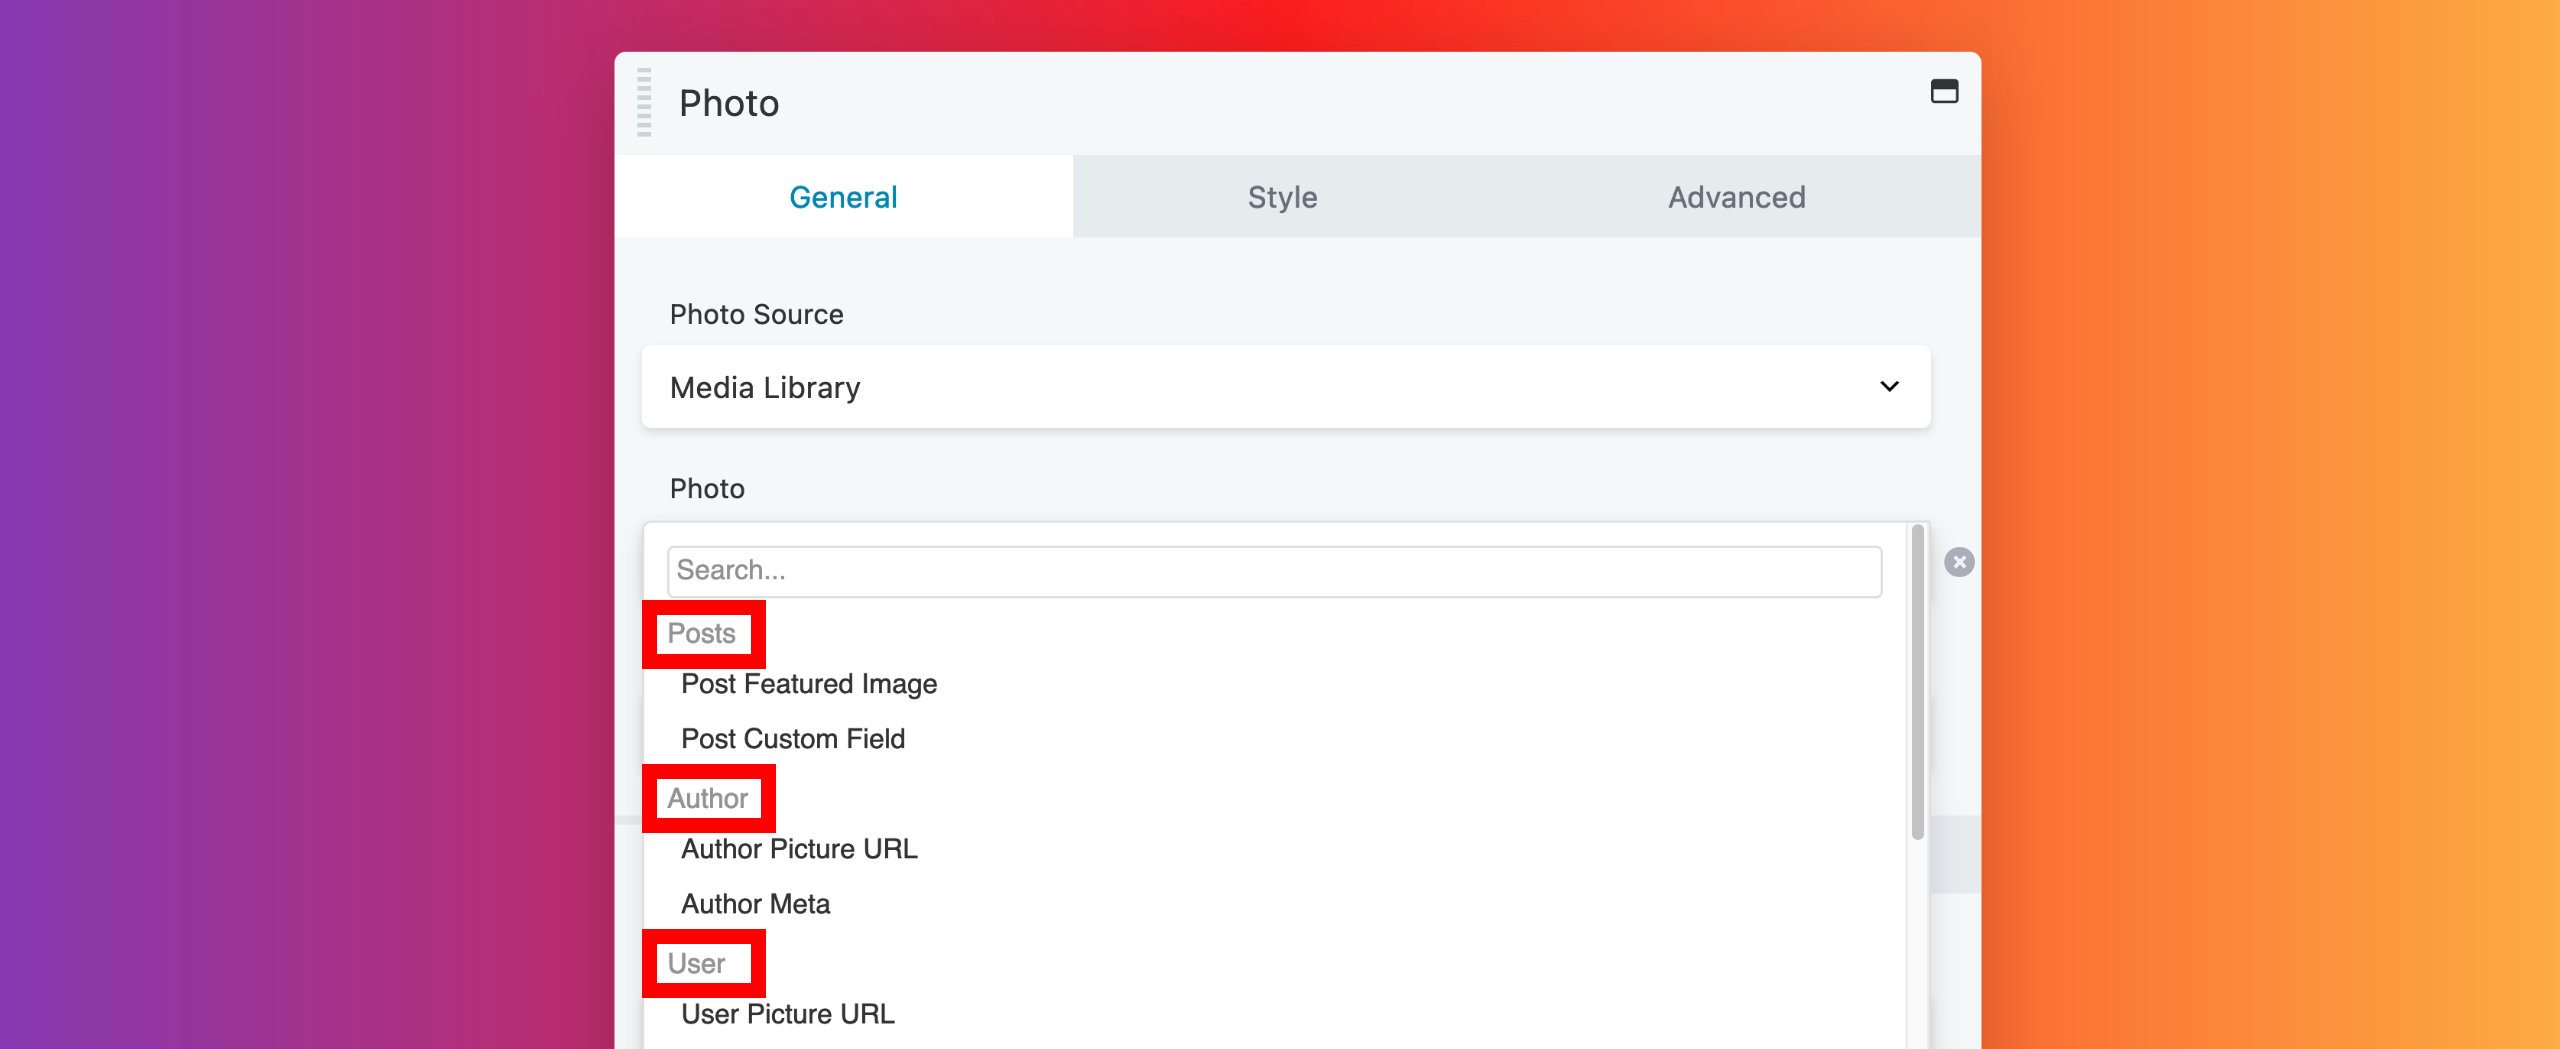 Photo
General Style Advanced
Photo Source
Media Library
Photo
Search...
Posts
Post Featured Image
Post Custom Field
Author
Author Picture URL
Author Meta
User
User Picture URL